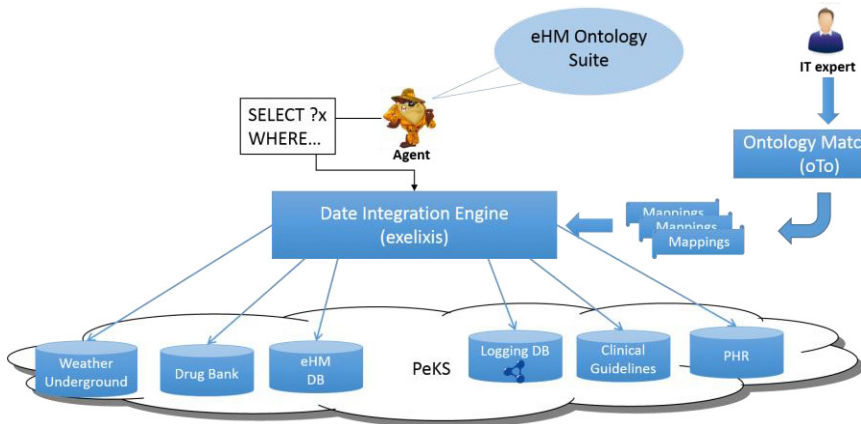 eHM Ontology
Suite
IT expert
SELECT ?x
WHERE...
Agent
Ontology Matc
(oTo)
Date Integration Engine
(exelixis)
Mappings
Mappings
Mappings
Weather
Underground
Drug Bank
eHM
DB
PeKS
Logging DB
Clinical
Guidelines
PHR